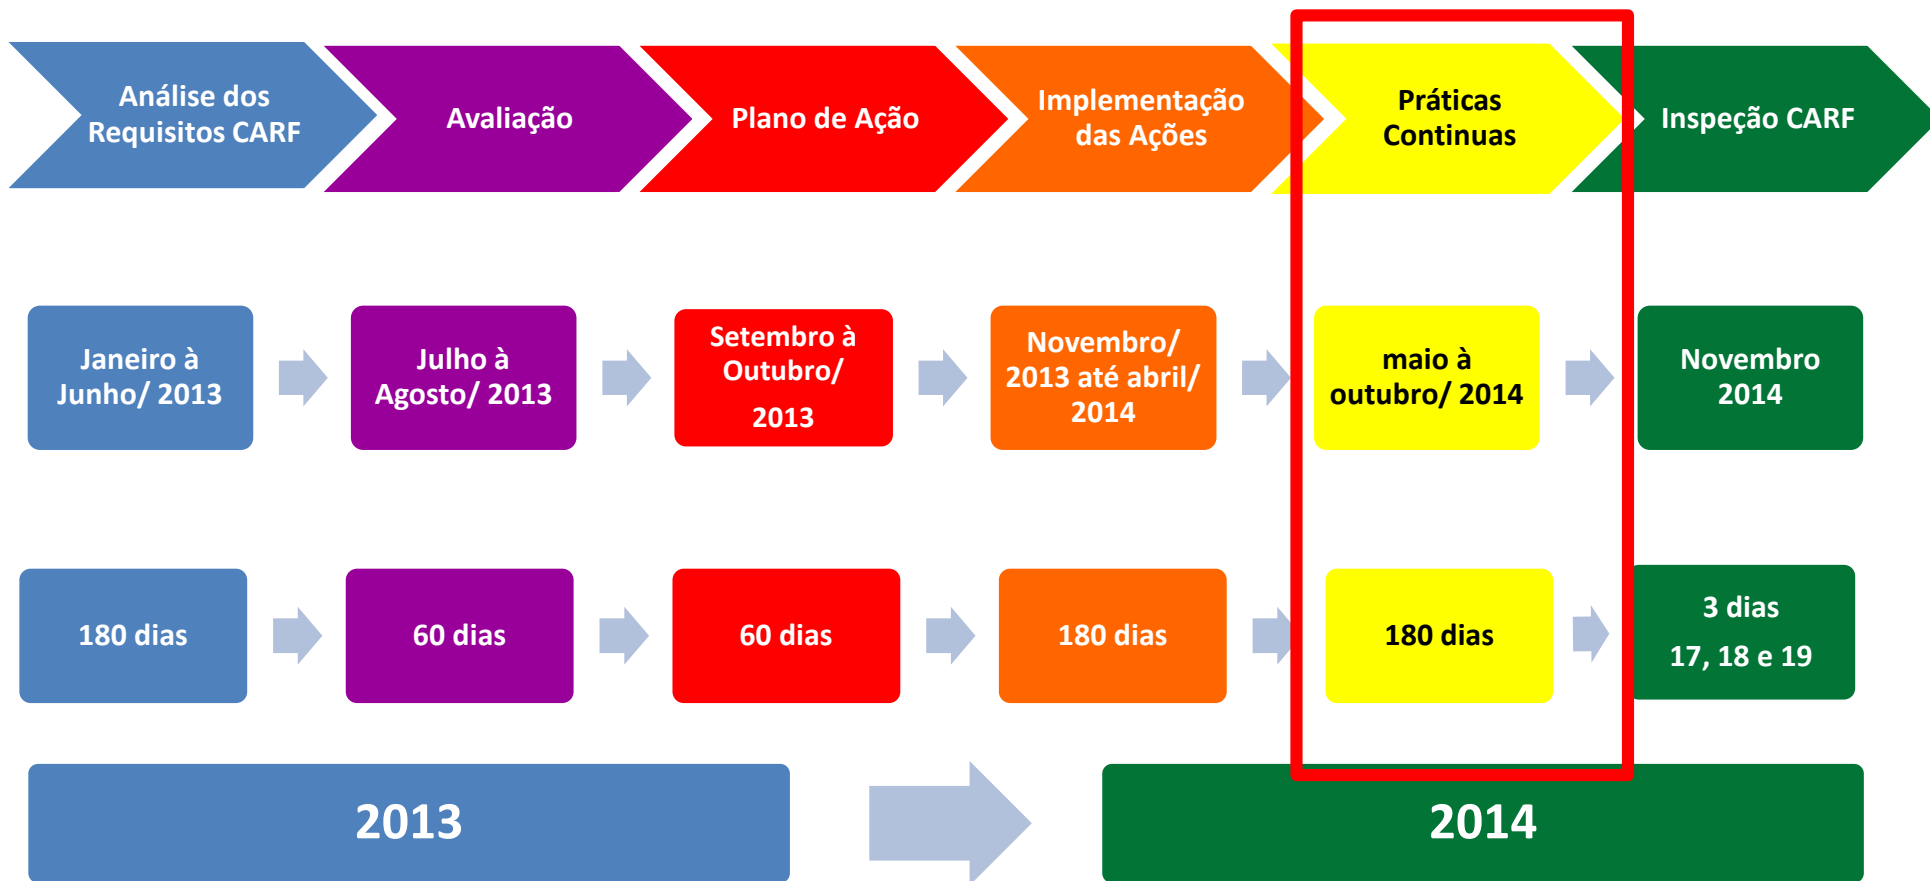 Análise dos
Requisitos CARF
Avaliação
Plano de Ação
Implementação
das Ações
Práticas
Continuas
Inspeção CARF
Janeiro à
Junho/ 2013
Julho à
Agosto/ 2013
Setembro à
Outubro/
2013
Novembro/
2013 até abril/
2014
maio à
outubro/ 2014
Novembro
2014
180 dias
60 dias
60 dias
180 dias
180 dias
3 dias
17, 18 e 19
2013
2014